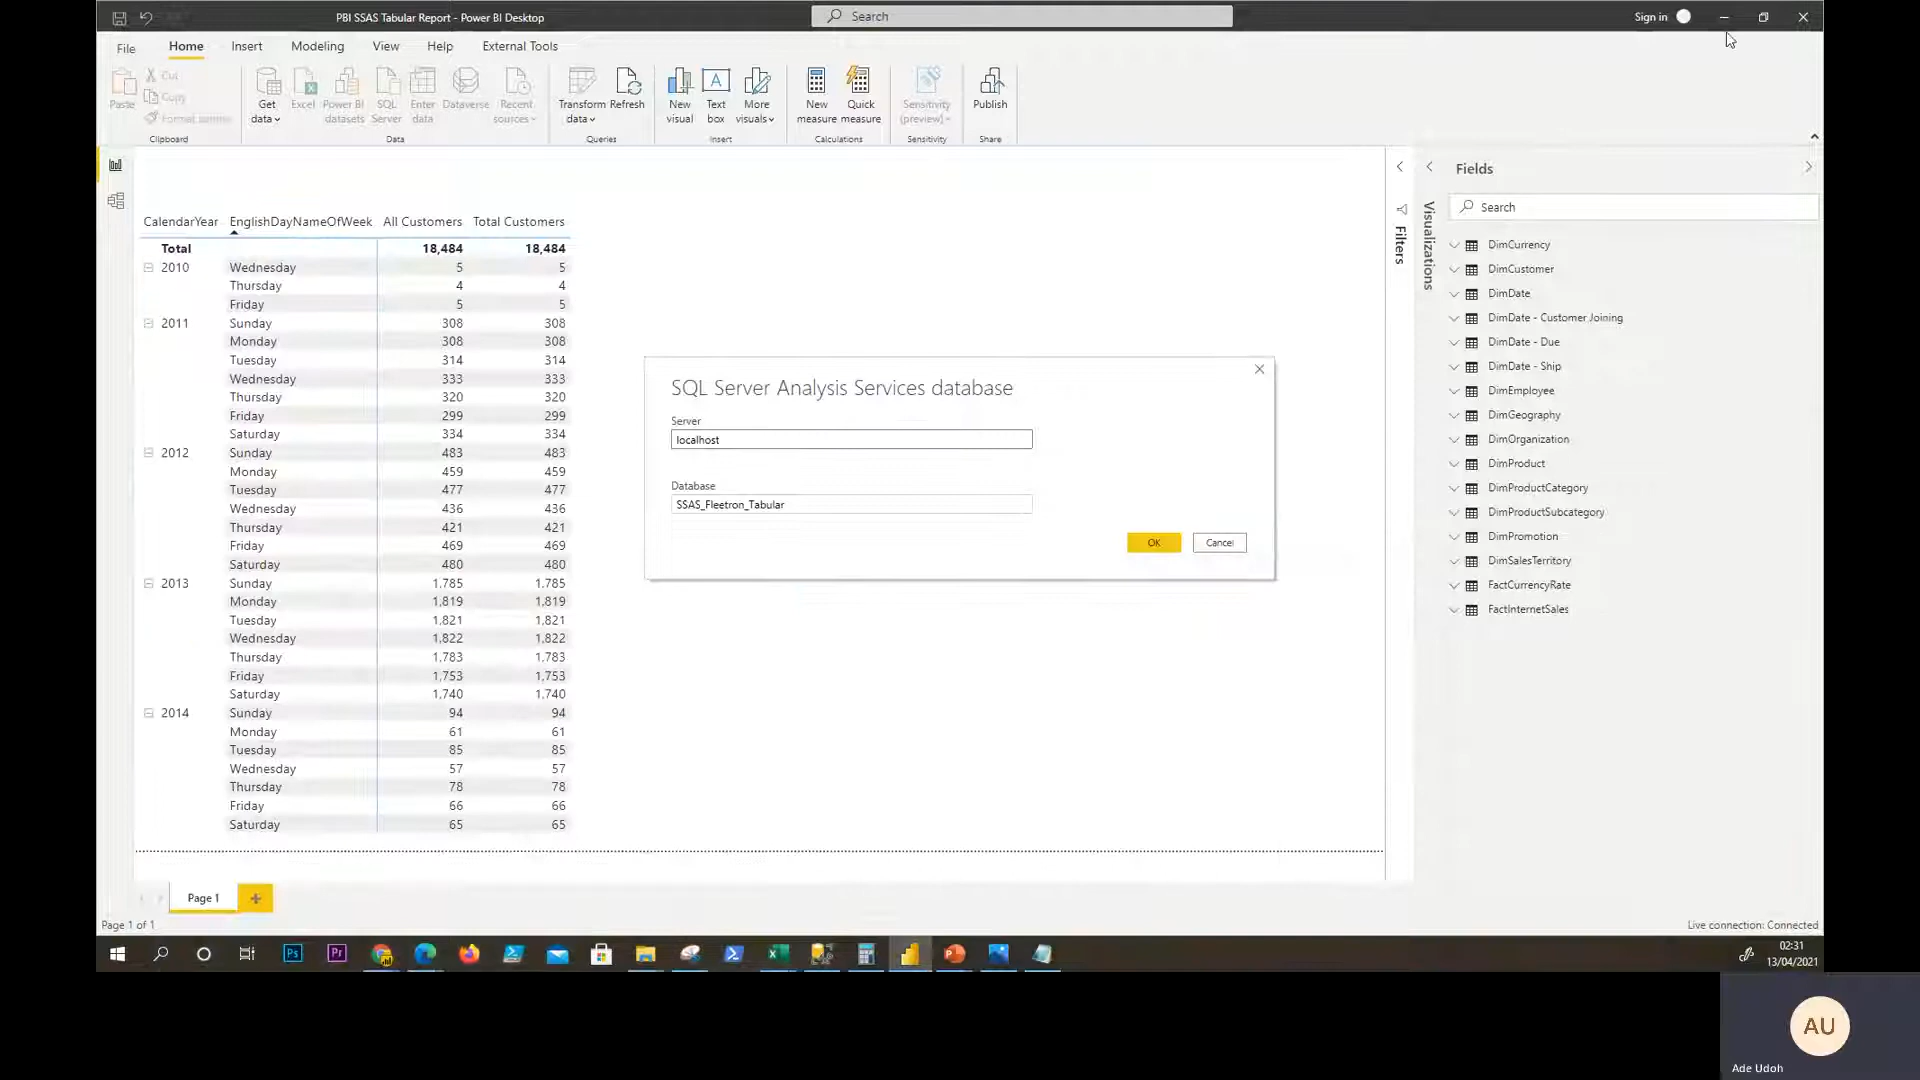 PBI SSAS Tabular Report - Power BI Desktop
Search
Sign in
File
Home
Insert
Modeling
View
Help
External Tools
Paste
Cut
Copy
Format painter
Clipboard
Get data
Excel
Power BI datasets
SQL Server
Enter data
Dataverse
Recent sources
Data
Transform data
Refresh
Queries
New visual
Text box
More visuals
Insert
New measure
Quick measure
Calculations
Sensitivity (preview)
Sensitivity
Publish
Share
CalendarYear EnglishDayNameOfWeek All Customers Total Customers
Total 18,484 18,484
2010 Wednesday 5 5
Thursday 4 4
Friday 5 5
2011 Sunday 308 308
Monday 308 308
Tuesday 314 314
Wednesday 333 333
Thursday 320 320
Friday 299 299
Saturday 334 334
2012 Sunday 483 483
Monday 459 459
Tuesday 477 477
Wednesday 436 436
Thursday 421 421
Friday 469 469
Saturday 480 480
2013 Sunday 1,785 1,785
Monday 1,819 1,819
Tuesday 1,821 1,821
Wednesday 1,822 1,822
Thursday 1,783 1,783
Friday 1,753 1,753
Saturday 1,740 1,740
2014 Sunday 94 94
Monday 61 61
Tuesday 85 85
Wednesday 57 57
Thursday 78 78
Friday 66 66
Saturday 65 65
SQL Server Analysis Services database
Server
localhost
Database
SSAS_Fleetron_Tabular
OK
Cancel
Filters
Visualizations
Fields
Search
DimCurrency
DimCustomer
DimDate
DimDate - Customer Joining
DimDate - Due
DimDate - Ship
DimEmployee
DimGeography
DimOrganization
DimProduct
DimProductCategory
DimProductSubcategory
DimPromotion
DimSalesTerritory
FactCurrencyRate
FactInternetSales
Page 1
Page 1 of 1
Live connection: Connected
Ps
Pr
02:31
13/04/2021
AU
Ade Udoh